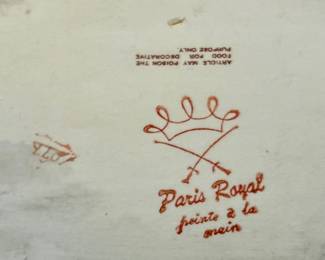 ARTICLE MAY POISON THE
FOOD. FOR DECORATIVE
PURPOSE ONLY.
Paris Royal
peinte à la
main